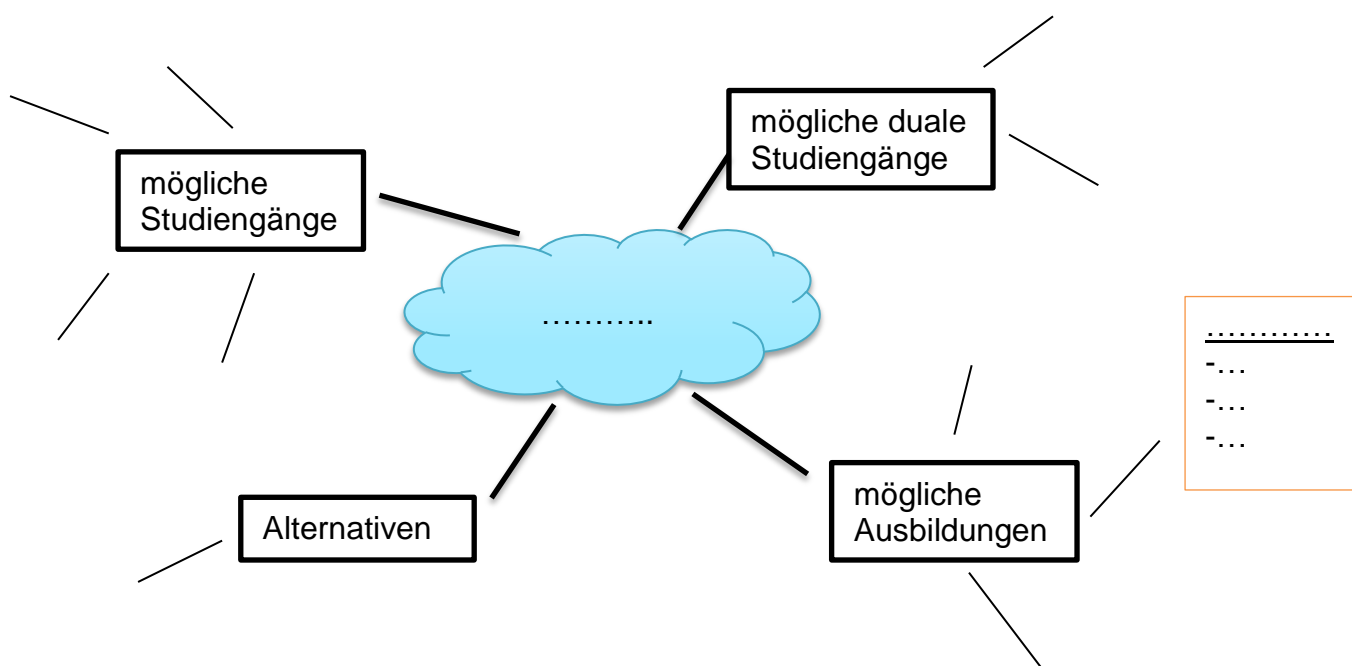 mögliche duale
Studiengänge
mögliche
Studiengänge
………..
…………
-…
-…
-…
mögliche
Ausbildungen
Alternativen